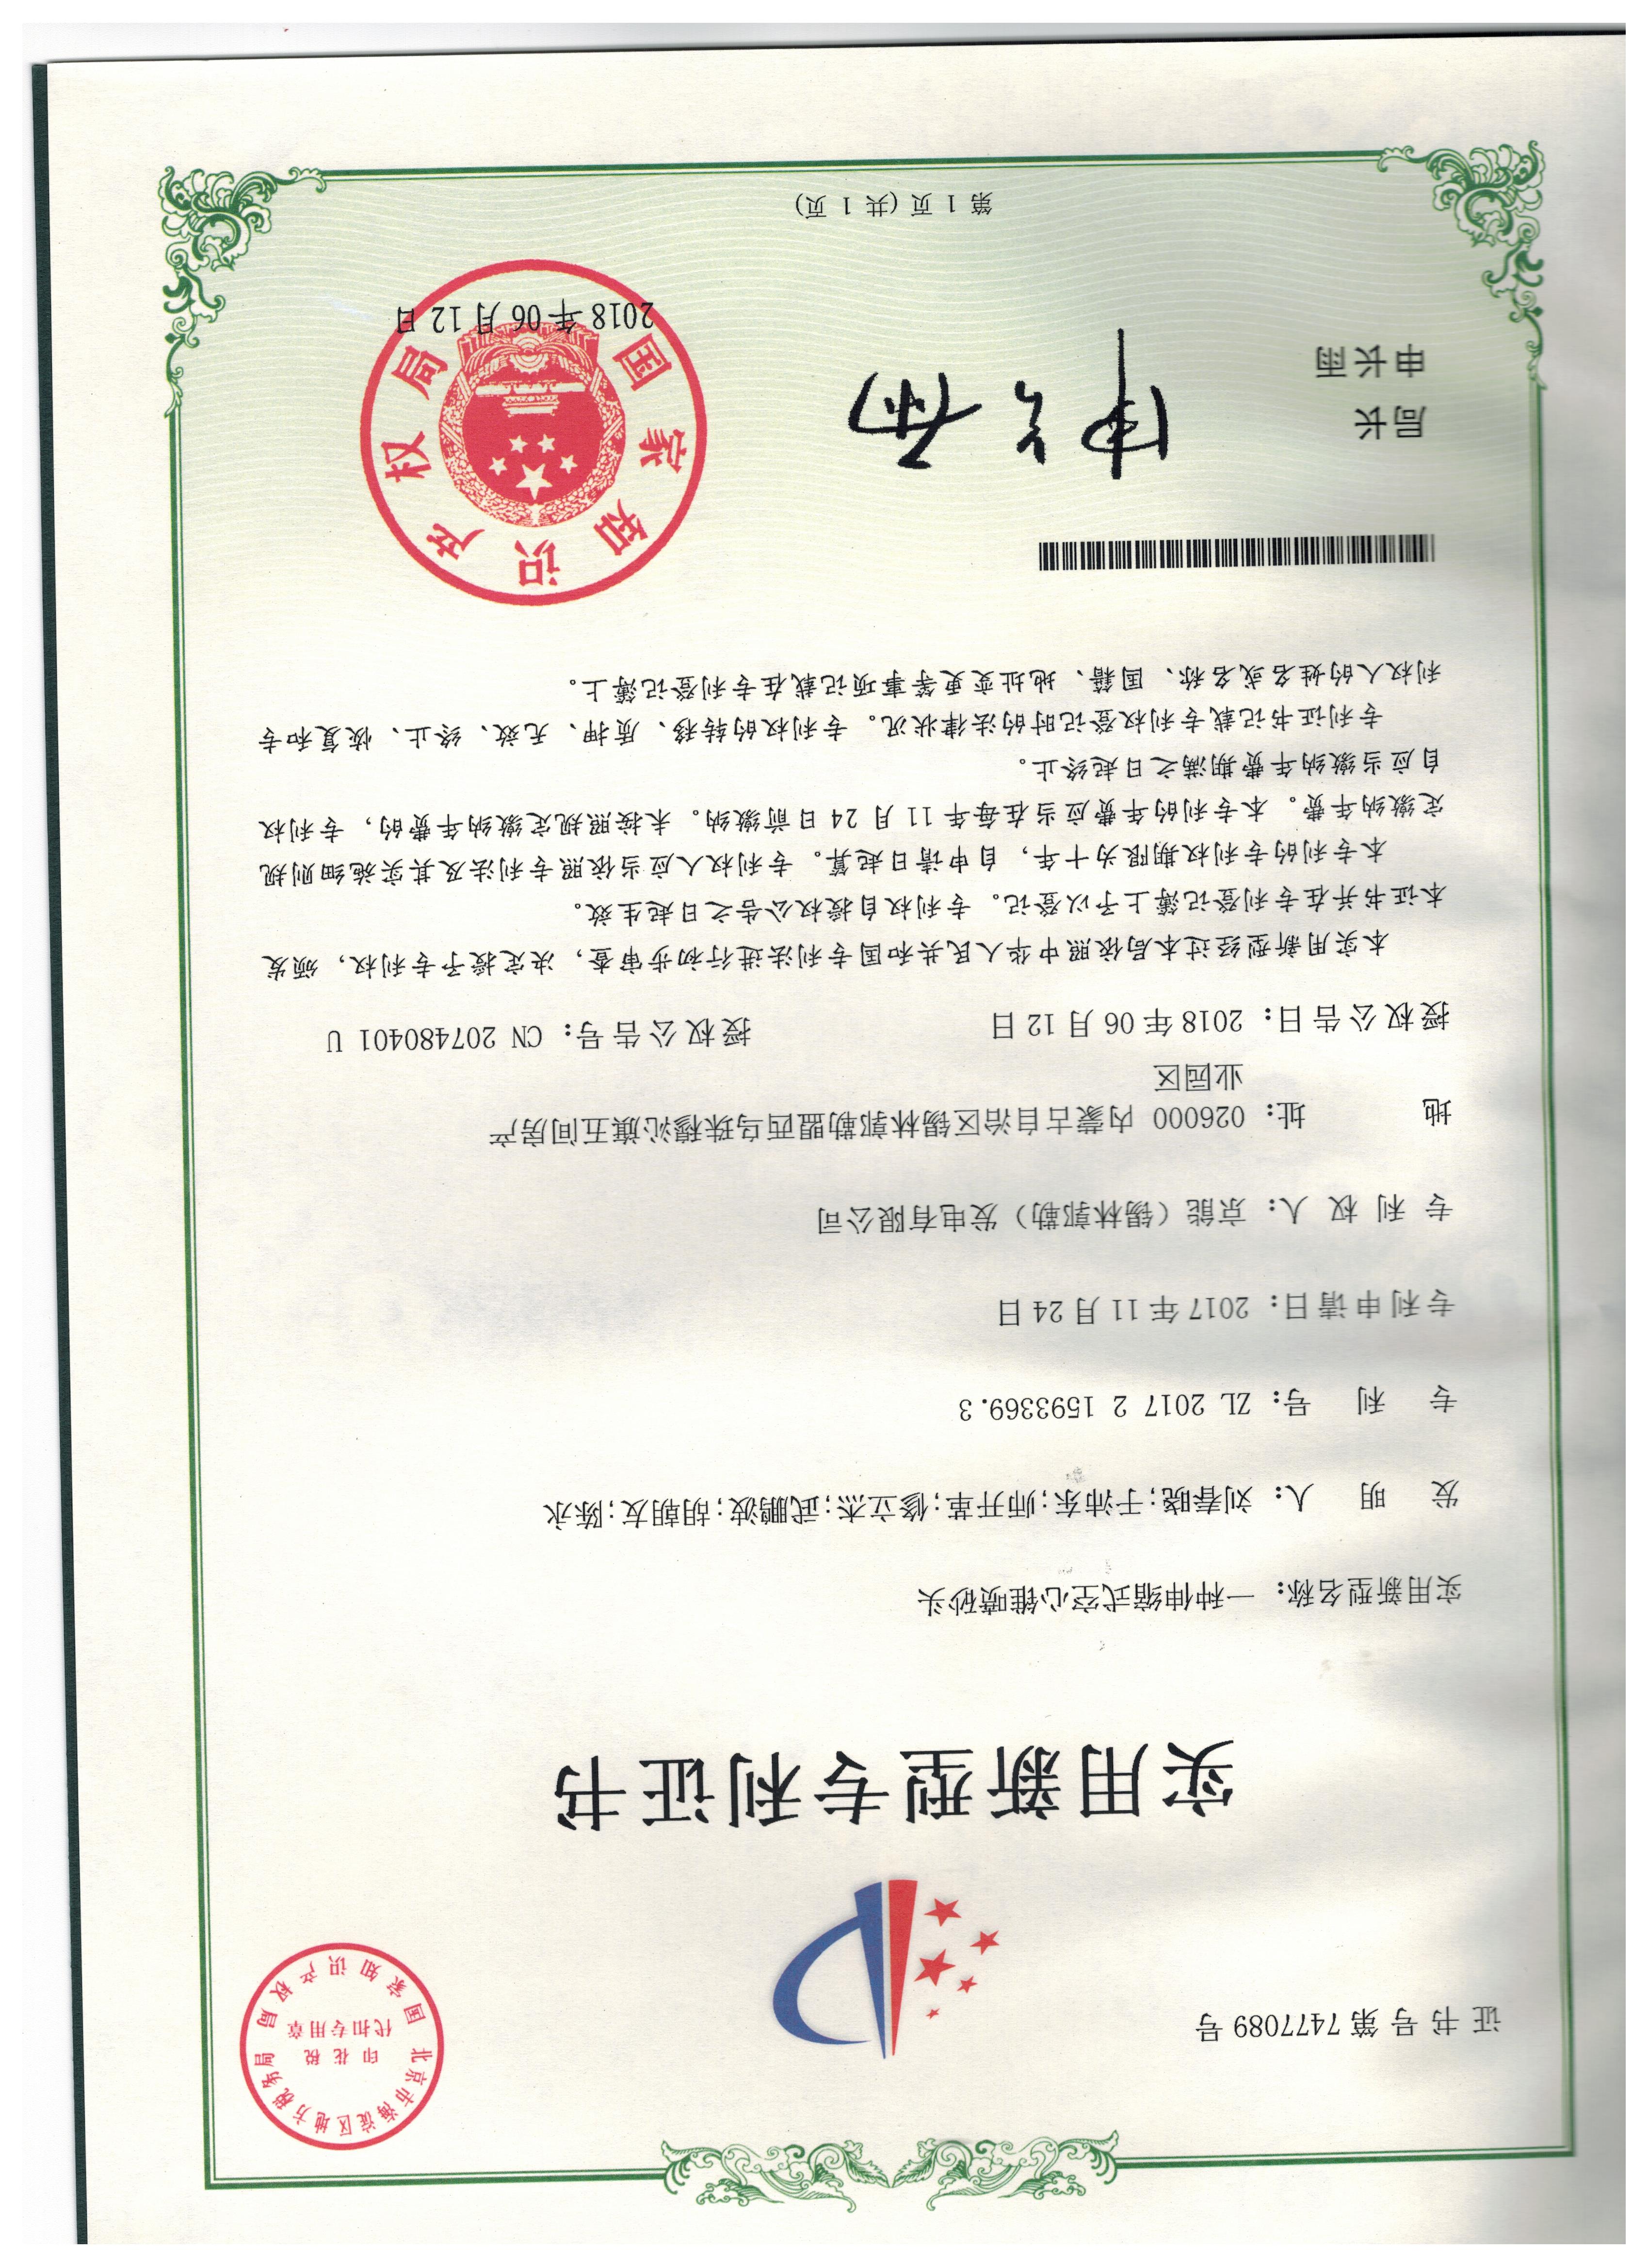 证书号第7477089号
北京市海淀区地方税务局
印花税
代扣专用章
国家知识产权局
实用新型专利证书
实用新型名称：一种伸缩式空心锥喷砂头
发明人：刘春晓;于沛东;师开革;修立杰;武鹏波;胡朝友;陈永
专利号：ZL 2017 2 1593369.3
专利申请日：2017年11月24日
专利权人：京能（锡林郭勒）发电有限公司
地址：026000 内蒙古自治区锡林郭勒盟西乌珠穆沁旗五间房产
业园区
授权公告日：2018年06月12日 授权公告号：CN 207480401 U
本实用新型经过本局依照中华人民共和国专利法进行初步审查，决定授予专利权，颁发
本证书并在专利登记簿上予以登记。专利权自授权公告之日起生效。
本专利的专利权期限为十年，自申请日起算。专利权人应当依照专利法及其实施细则规
定缴纳年费。本专利的年费应当在每年11月24日前缴纳。未按照规定缴纳年费的，专利权
自应当缴纳年费期满之日起终止。
专利证书记载专利权登记时的法律状况。专利权的转移、质押、无效、终止、恢复和专
利权人的姓名或名称、国籍、地址变更等事项记载在专利登记簿上。
局长
申长雨
申长雨
国家知识产权局
2018年06月12日
第1页（共1页）